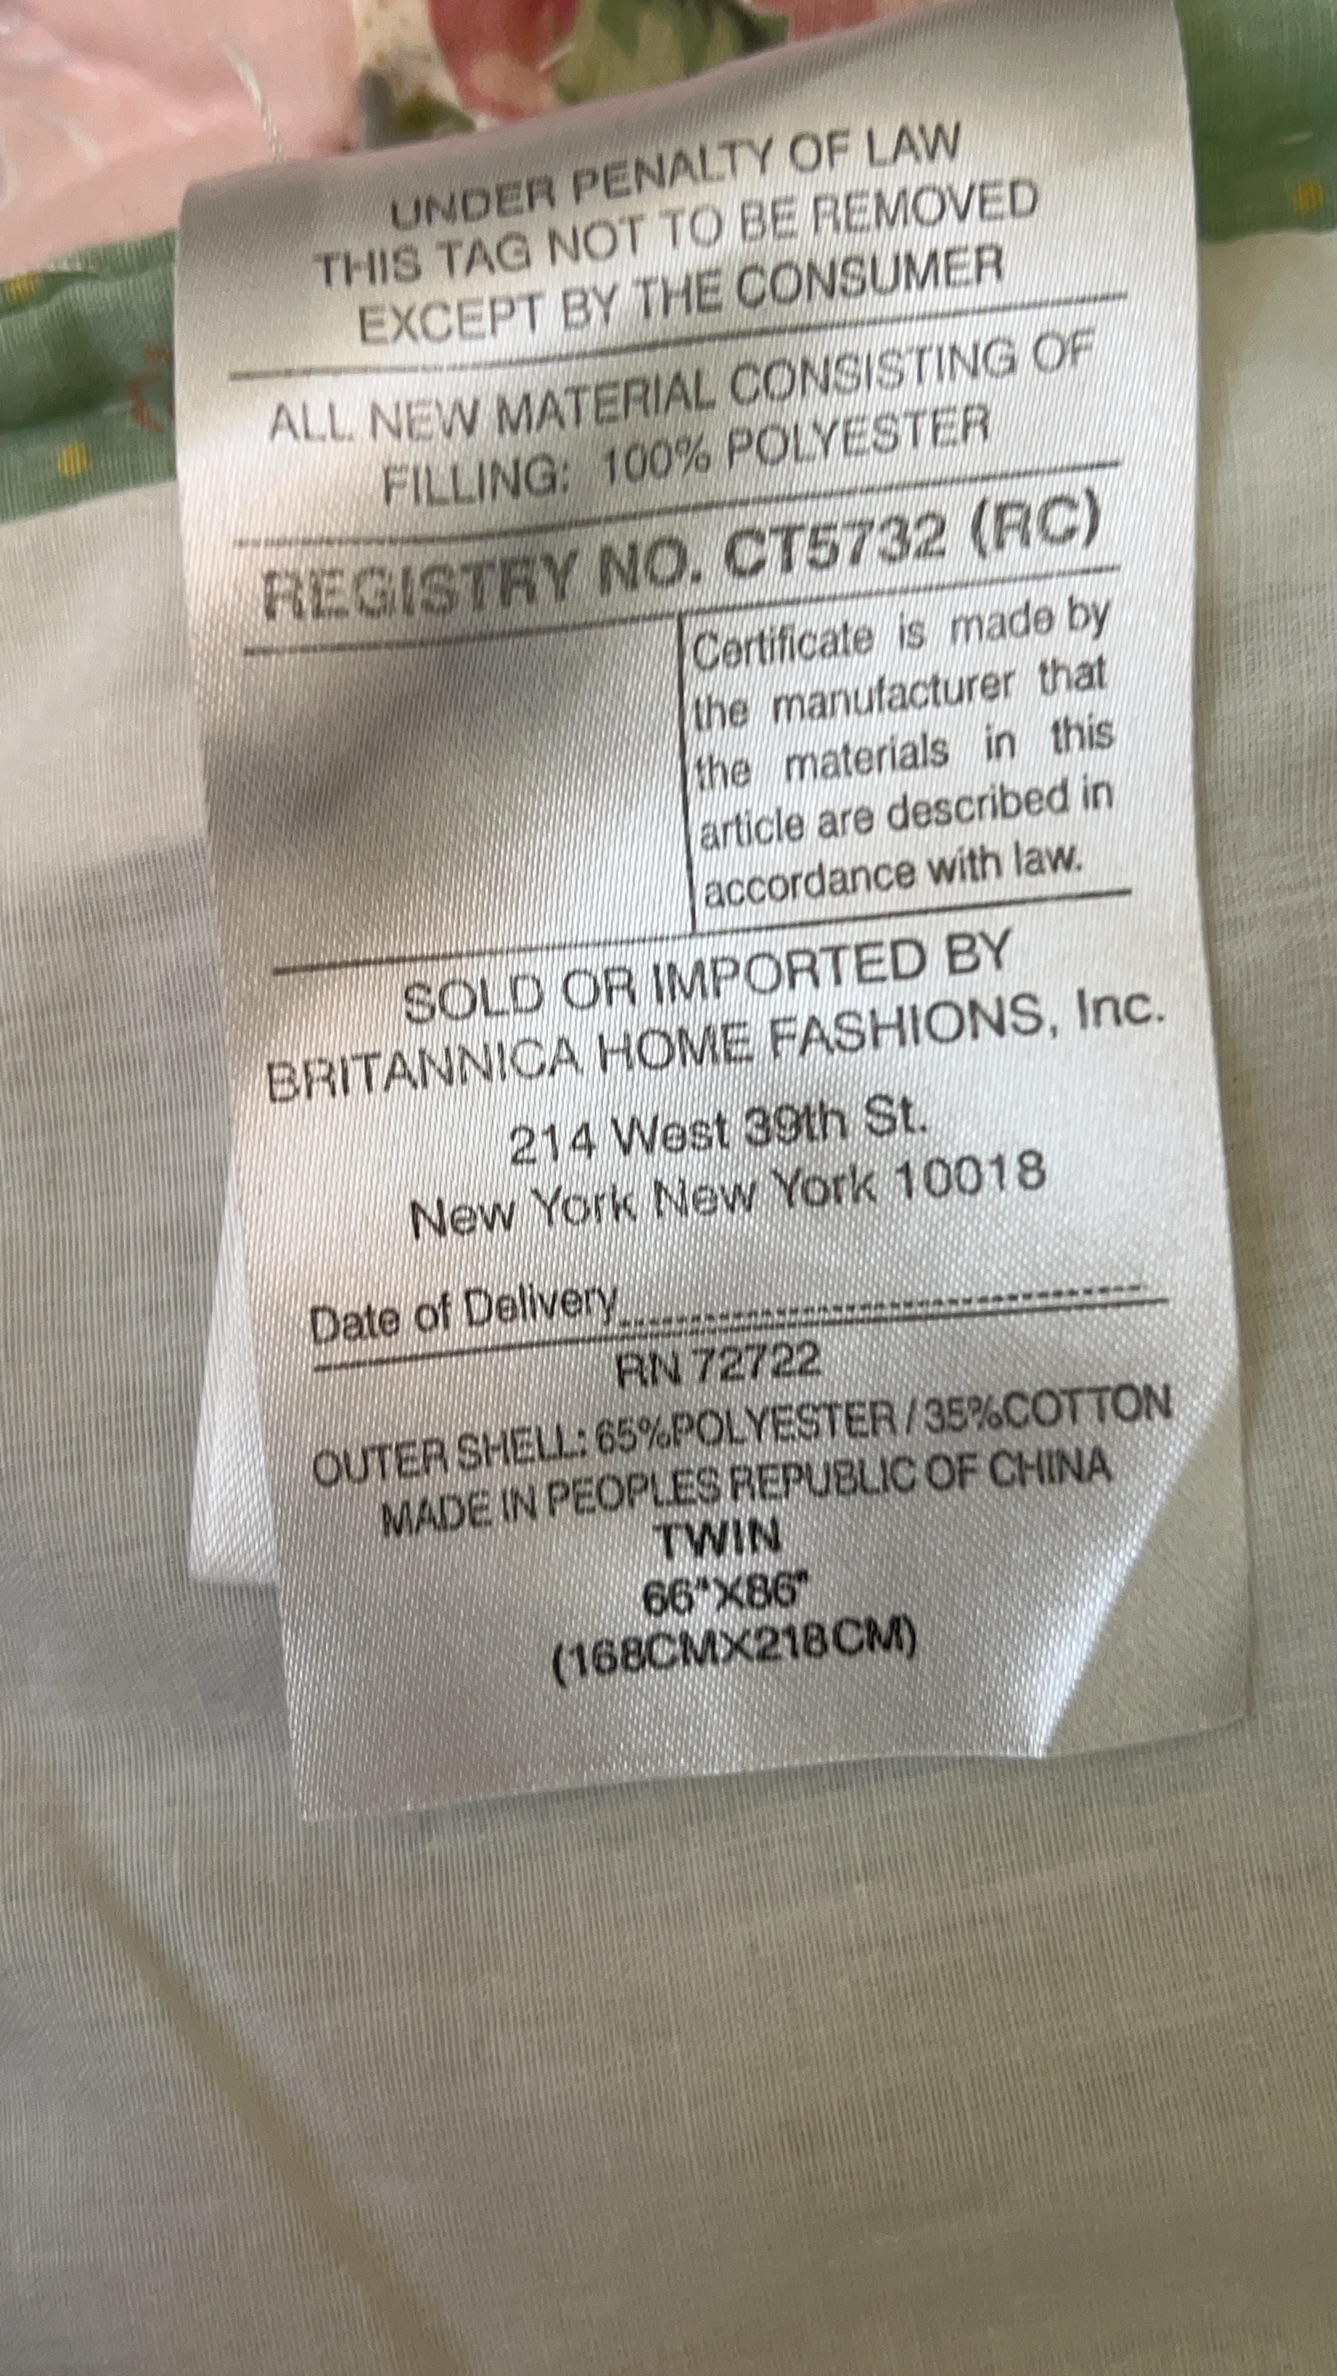 UNDER PENALTY OF LAW
THIS TAG NOT TO BE REMOVED
EXCEPT BY THE CONSUMER
ALL NEW MATERIAL CONSISTING OF
FILLING: 100% POLYESTER
REGISTRY NO. CT5732 (RC)
Certificate is made by
the manufacturer that
the materials in this
article are described in
accordance with law.
SOLD OR IMPORTED BY
BRITANNICA HOME FASHIONS, Inc.
214 West 39th St.
New York New York 10018
Date of Delivery
RN 72722
OUTER SHELL: 65%POLYESTER / 35%COTTON
MADE IN PEOPLES REPUBLIC OF CHINA
TWIN
66"X86"
(168CMX218CM)